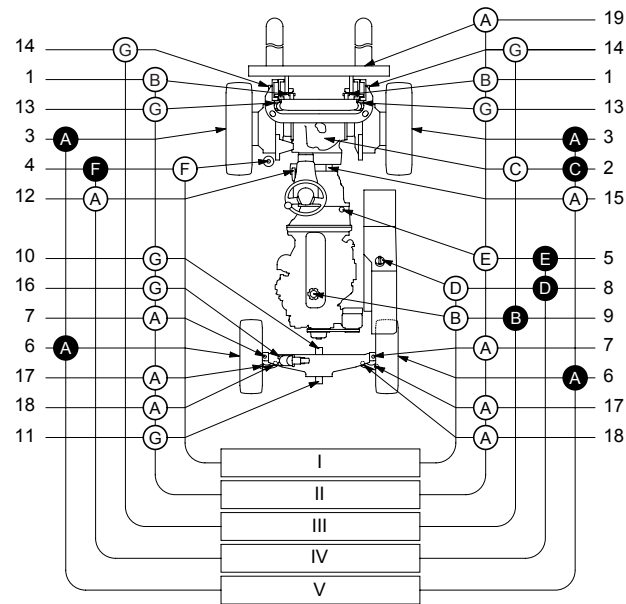 A 19
14 G G 14
1 B B 1
13 G G 13
3 A A 3
4 F F C C 2
12 A A 15
10 G E E 5
16 G D D 8
7 A B B 9
6 A A 7
17 A A 6
18 A A 17
11 G A 18
I
II
III
IV
V